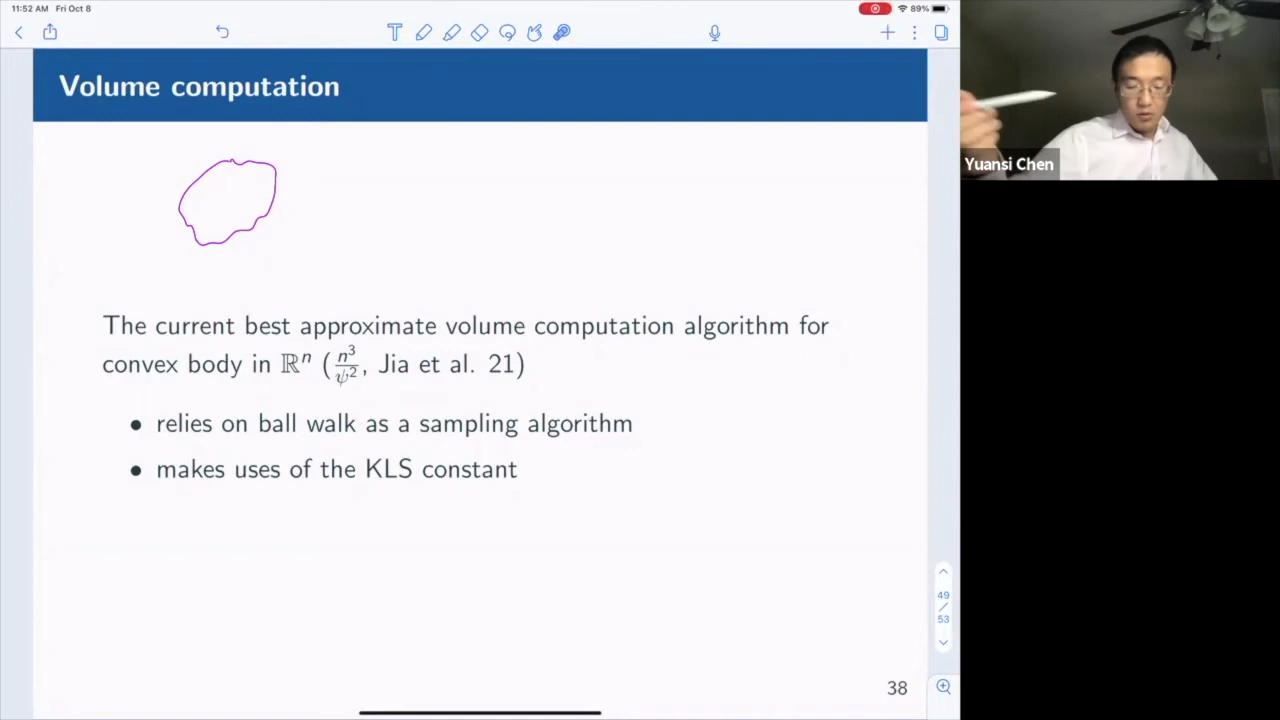 11:52 AM Fri Oct 8
89%
Volume computation
Yuansi Chen
The current best approximate volume computation algorithm for
convex body in ℝⁿ (n³/ψ², Jia et al. 21)
• relies on ball walk as a sampling algorithm
• makes uses of the KLS constant
49
/
53
38